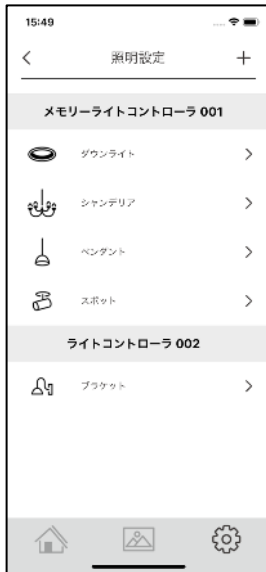 15:49
照明設定
メモリーライトコントローラ 001
ダウンライト
シャンデリア
ペンダント
スポット
ライトコントローラ 002
ブラケット